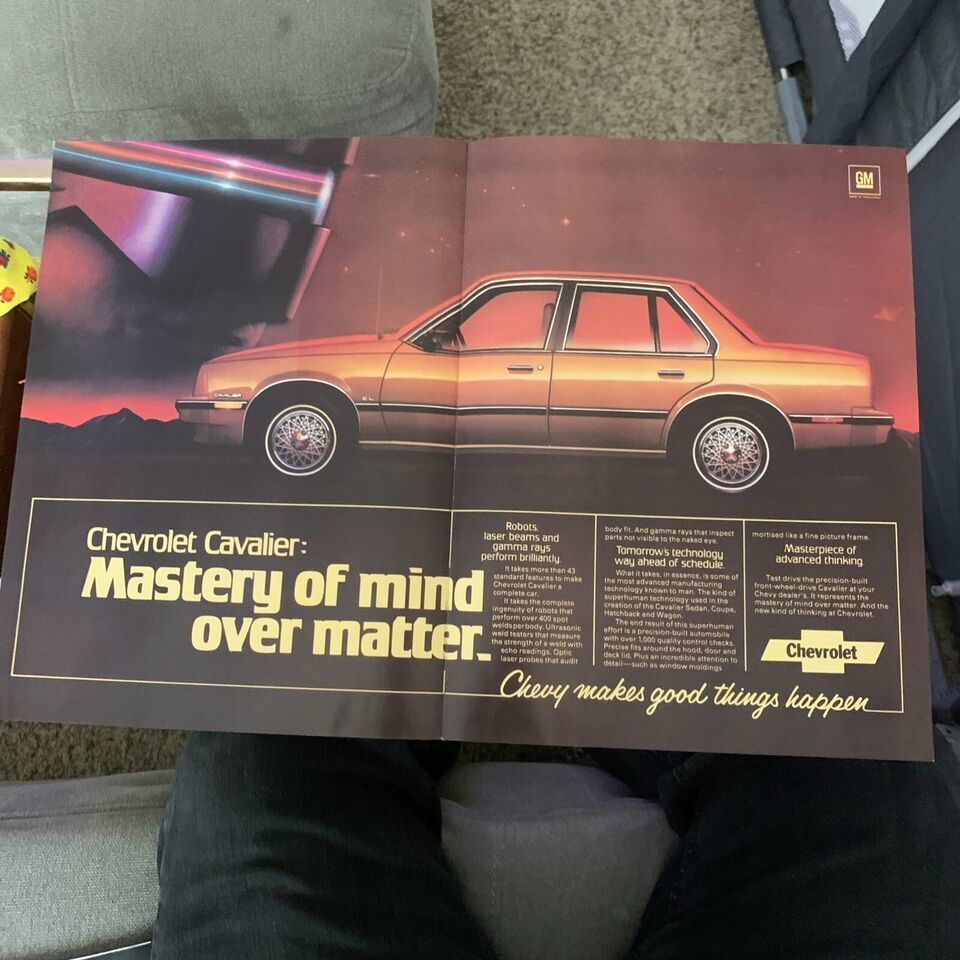 GM
CAVALIER
CL
Chevrolet Cavalier:
Mastery of mind
over matter.
Robots,
laser beams and
gamma rays
perform brilliantly.
It takes more than 43
standard features to make
Chevrolet Cavalier a
complete car.
It takes the complete
ingenuity of robots that
perform over 400 spot
welds per body. Ultrasonic
weld testers that measure
the strength of a weld with
echo readings. Optic
laser probes that audit
body fit. And gamma rays that inspect
parts not visible to the naked eye.
Tomorrow's technology
way ahead of schedule.
What it takes, in essence, is some of
the most advanced manufacturing
technology known to man. The kind of
superhuman technology used in the
creation of the Cavalier Sedan, Coupe,
Hatchback and Wagon.
The end result of this superhuman
effort is a precision-built automobile
with over 1,000 quality control checks.
Precise fits around the hood, door and
deck lid. Plus an incredible attention to
detail—such as window moldings
mortised like a fine picture frame.
Masterpiece of
advanced thinking.
Test drive the precision-built
front-wheel-drive Cavalier at your
Chevy dealer's. It represents the
mastery of mind over matter. And the
new kind of thinking at Chevrolet.
Chevrolet
Chevy makes good things happen